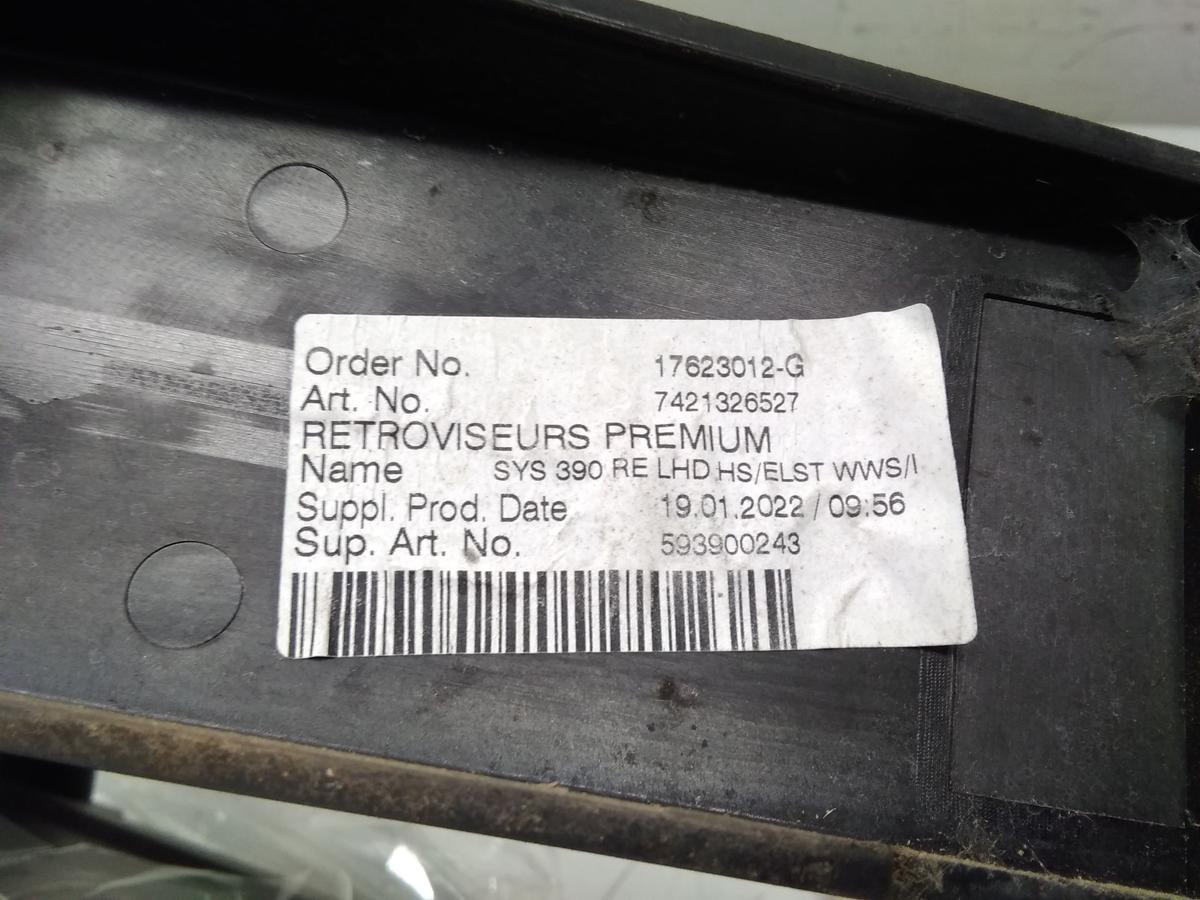 Order No. 17623012-G
Art. No. 7421326527
RETROVISEURS PREMIUM
Name SYS 390 RE LHD HS/ELST WWS/I
Suppl. Prod. Date 19.01.2022 / 09:56
Sup. Art. No. 593900243